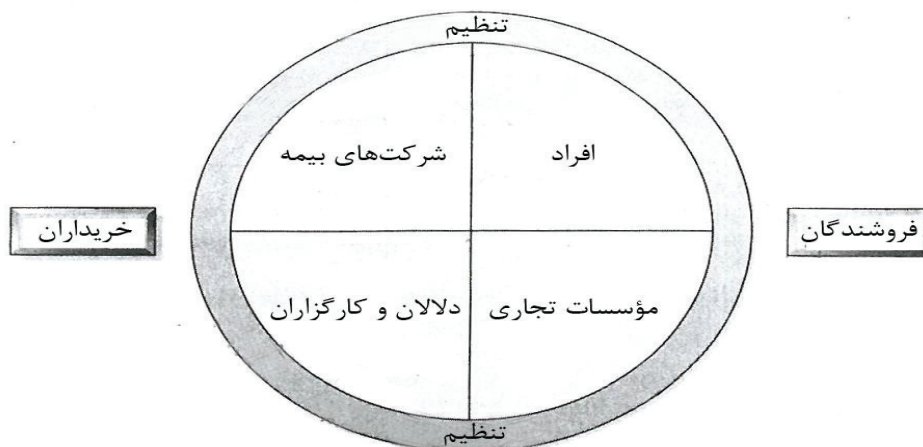 تنظیم
افراد
شرکت‌های بیمه
فروشندگان
خریداران
مؤسسات تجاری
دلالان و کارگزاران
تنظیم